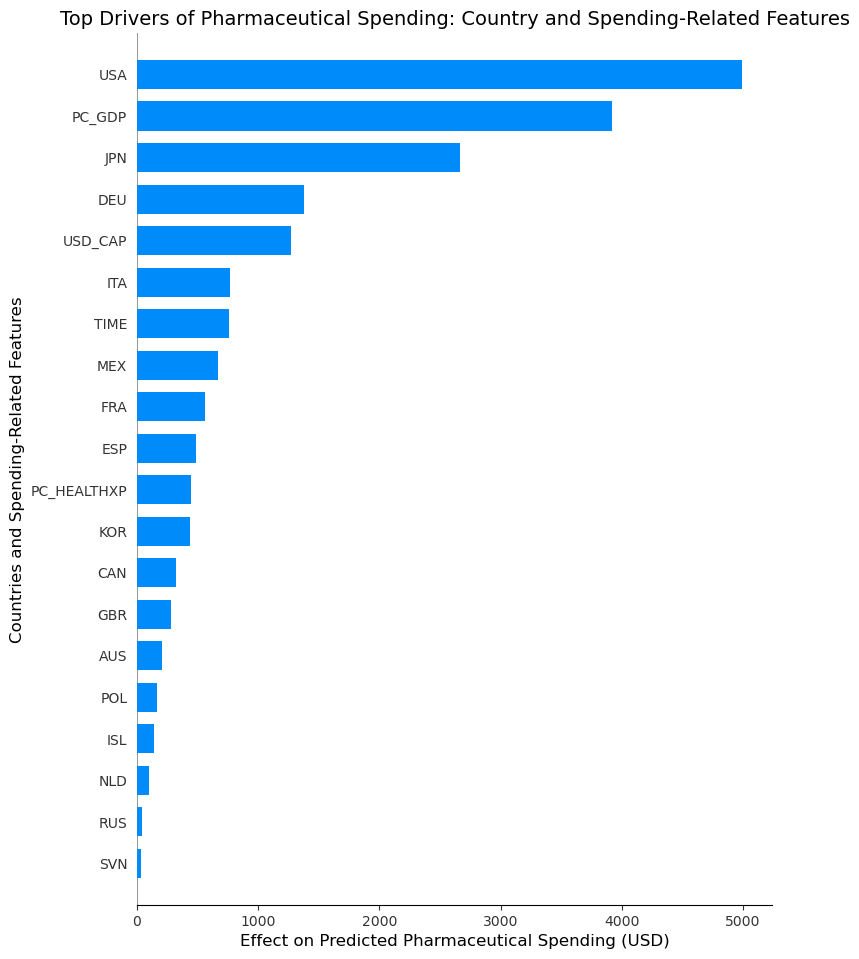 Top Drivers of Pharmaceutical Spending: Country and Spending-Related Features
Countries and Spending-Related Features
USA
PC_GDP
JPN
DEU
USD_CAP
ITA
TIME
MEX
FRA
ESP
PC_HEALTHXP
KOR
CAN
GBR
AUS
POL
ISL
NLD
RUS
SVN
0 1000 2000 3000 4000 5000
Effect on Predicted Pharmaceutical Spending (USD)